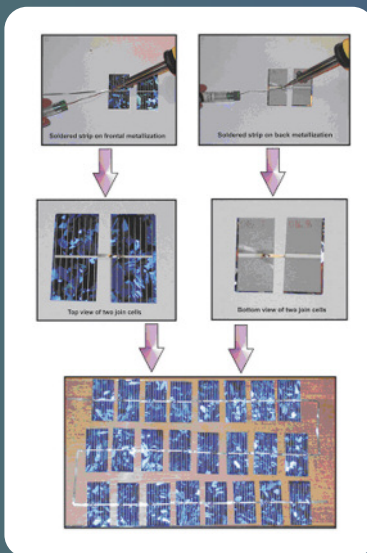 Soldered strip on frontal metallization
Soldered strip on back metallization
Top view of two join cells
Bottom view of two join cells